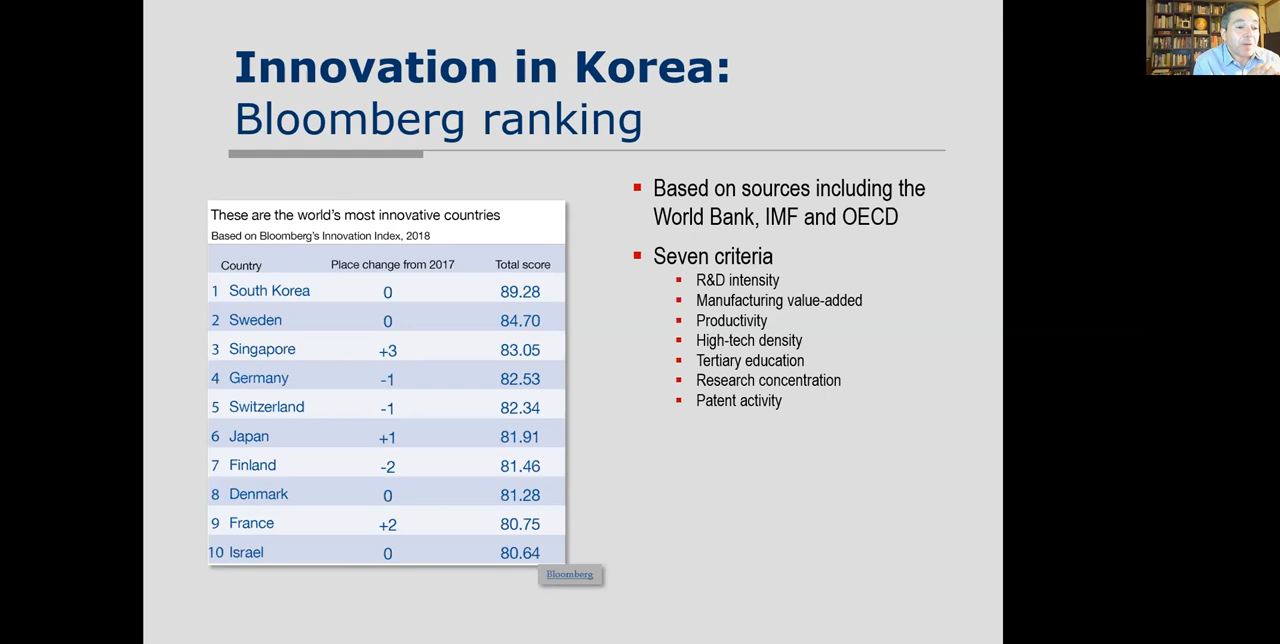 Innovation in Korea:
Bloomberg ranking
These are the world's most innovative countries
Based on Bloomberg's Innovation Index, 2018
Country Place change from 2017 Total score
1 South Korea 0 89.28
2 Sweden 0 84.70
3 Singapore +3 83.05
4 Germany -1 82.53
5 Switzerland -1 82.34
6 Japan +1 81.91
7 Finland -2 81.46
8 Denmark 0 81.28
9 France +2 80.75
10 Israel 0 80.64
Bloomberg
Based on sources including the
World Bank, IMF and OECD
Seven criteria
R&D intensity
Manufacturing value-added
Productivity
High-tech density
Tertiary education
Research concentration
Patent activity